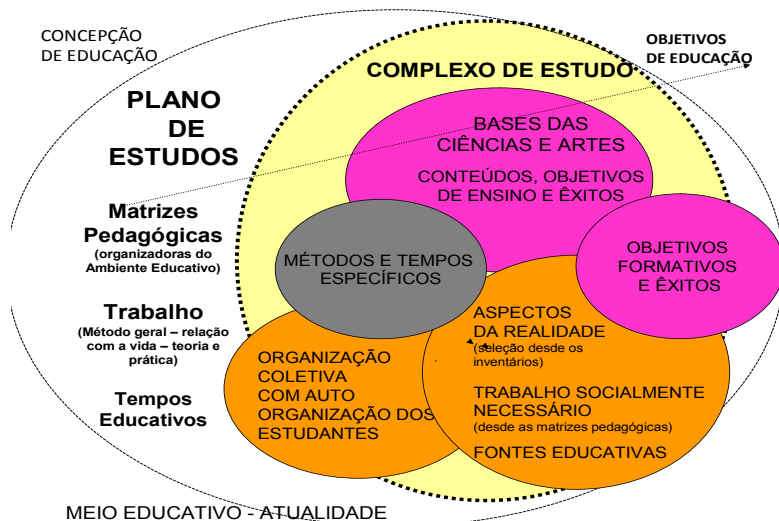 CONCEPÇÃO
DE EDUCAÇÃO
OBJETIVOS
DE EDUCAÇÃO
COMPLEXO DE ESTUDO
PLANO
DE
ESTUDOS
BASES DAS
CIÊNCIAS E ARTES
CONTEÚDOS, OBJETIVOS
DE ENSINO E ÊXITOS
Matrizes
Pedagógicas
(organizadoras do
Ambiente Educativo)
MÉTODOS E TEMPOS
ESPECÍFICOS
OBJETIVOS
FORMATIVOS
E ÊXITOS
Trabalho
(Método geral – relação
com a vida – teoria e
prática)
ASPECTOS
DA REALIDADE
(seleção desde os
inventários)
Tempos
Educativos
ORGANIZAÇÃO
COLETIVA
COM AUTO
ORGANIZAÇÃO DOS
ESTUDANTES
TRABALHO SOCIALMENTE
NECESSÁRIO
(desde as matrizes pedagógicas)
FONTES EDUCATIVAS
MEIO EDUCATIVO - ATUALIDADE